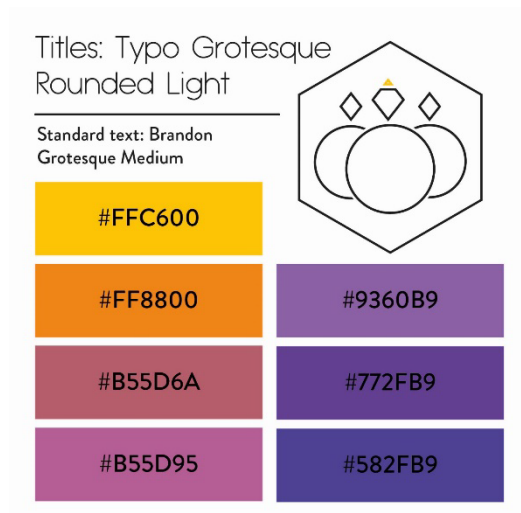 Titles: Typo Grotesque
Rounded Light
Standard text: Brandon
Grotesque Medium
#FFC600
#FF8800
#9360B9
#B55D6A
#772FB9
#B55D95
#582FB9